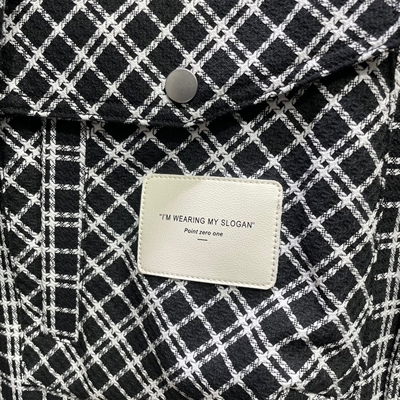 "I'M WEARING MY SLOGAN"
Point zero one